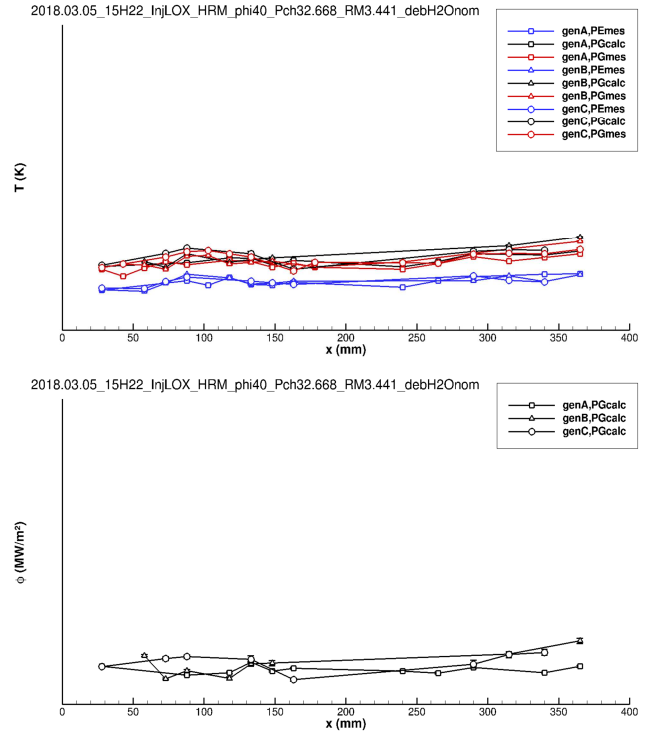 2018.03.05_15H22_InjLOX_HRM_phi40_Pch32.668_RM3.441_debH2Onom
genA,PEmes
genA,PGcalc
genA,PGmes
genB,PEmes
genB,PGcalc
genB,PGmes
genC,PEmes
genC,PGcalc
genC,PGmes
T (K)
0 50 100 150 200 250 300 350 400
x (mm)
2018.03.05_15H22_InjLOX_HRM_phi40_Pch32.668_RM3.441_debH2Onom
genA,PGcalc
genB,PGcalc
genC,PGcalc
ϕ (MW/m²)
0 50 100 150 200 250 300 350 400
x (mm)